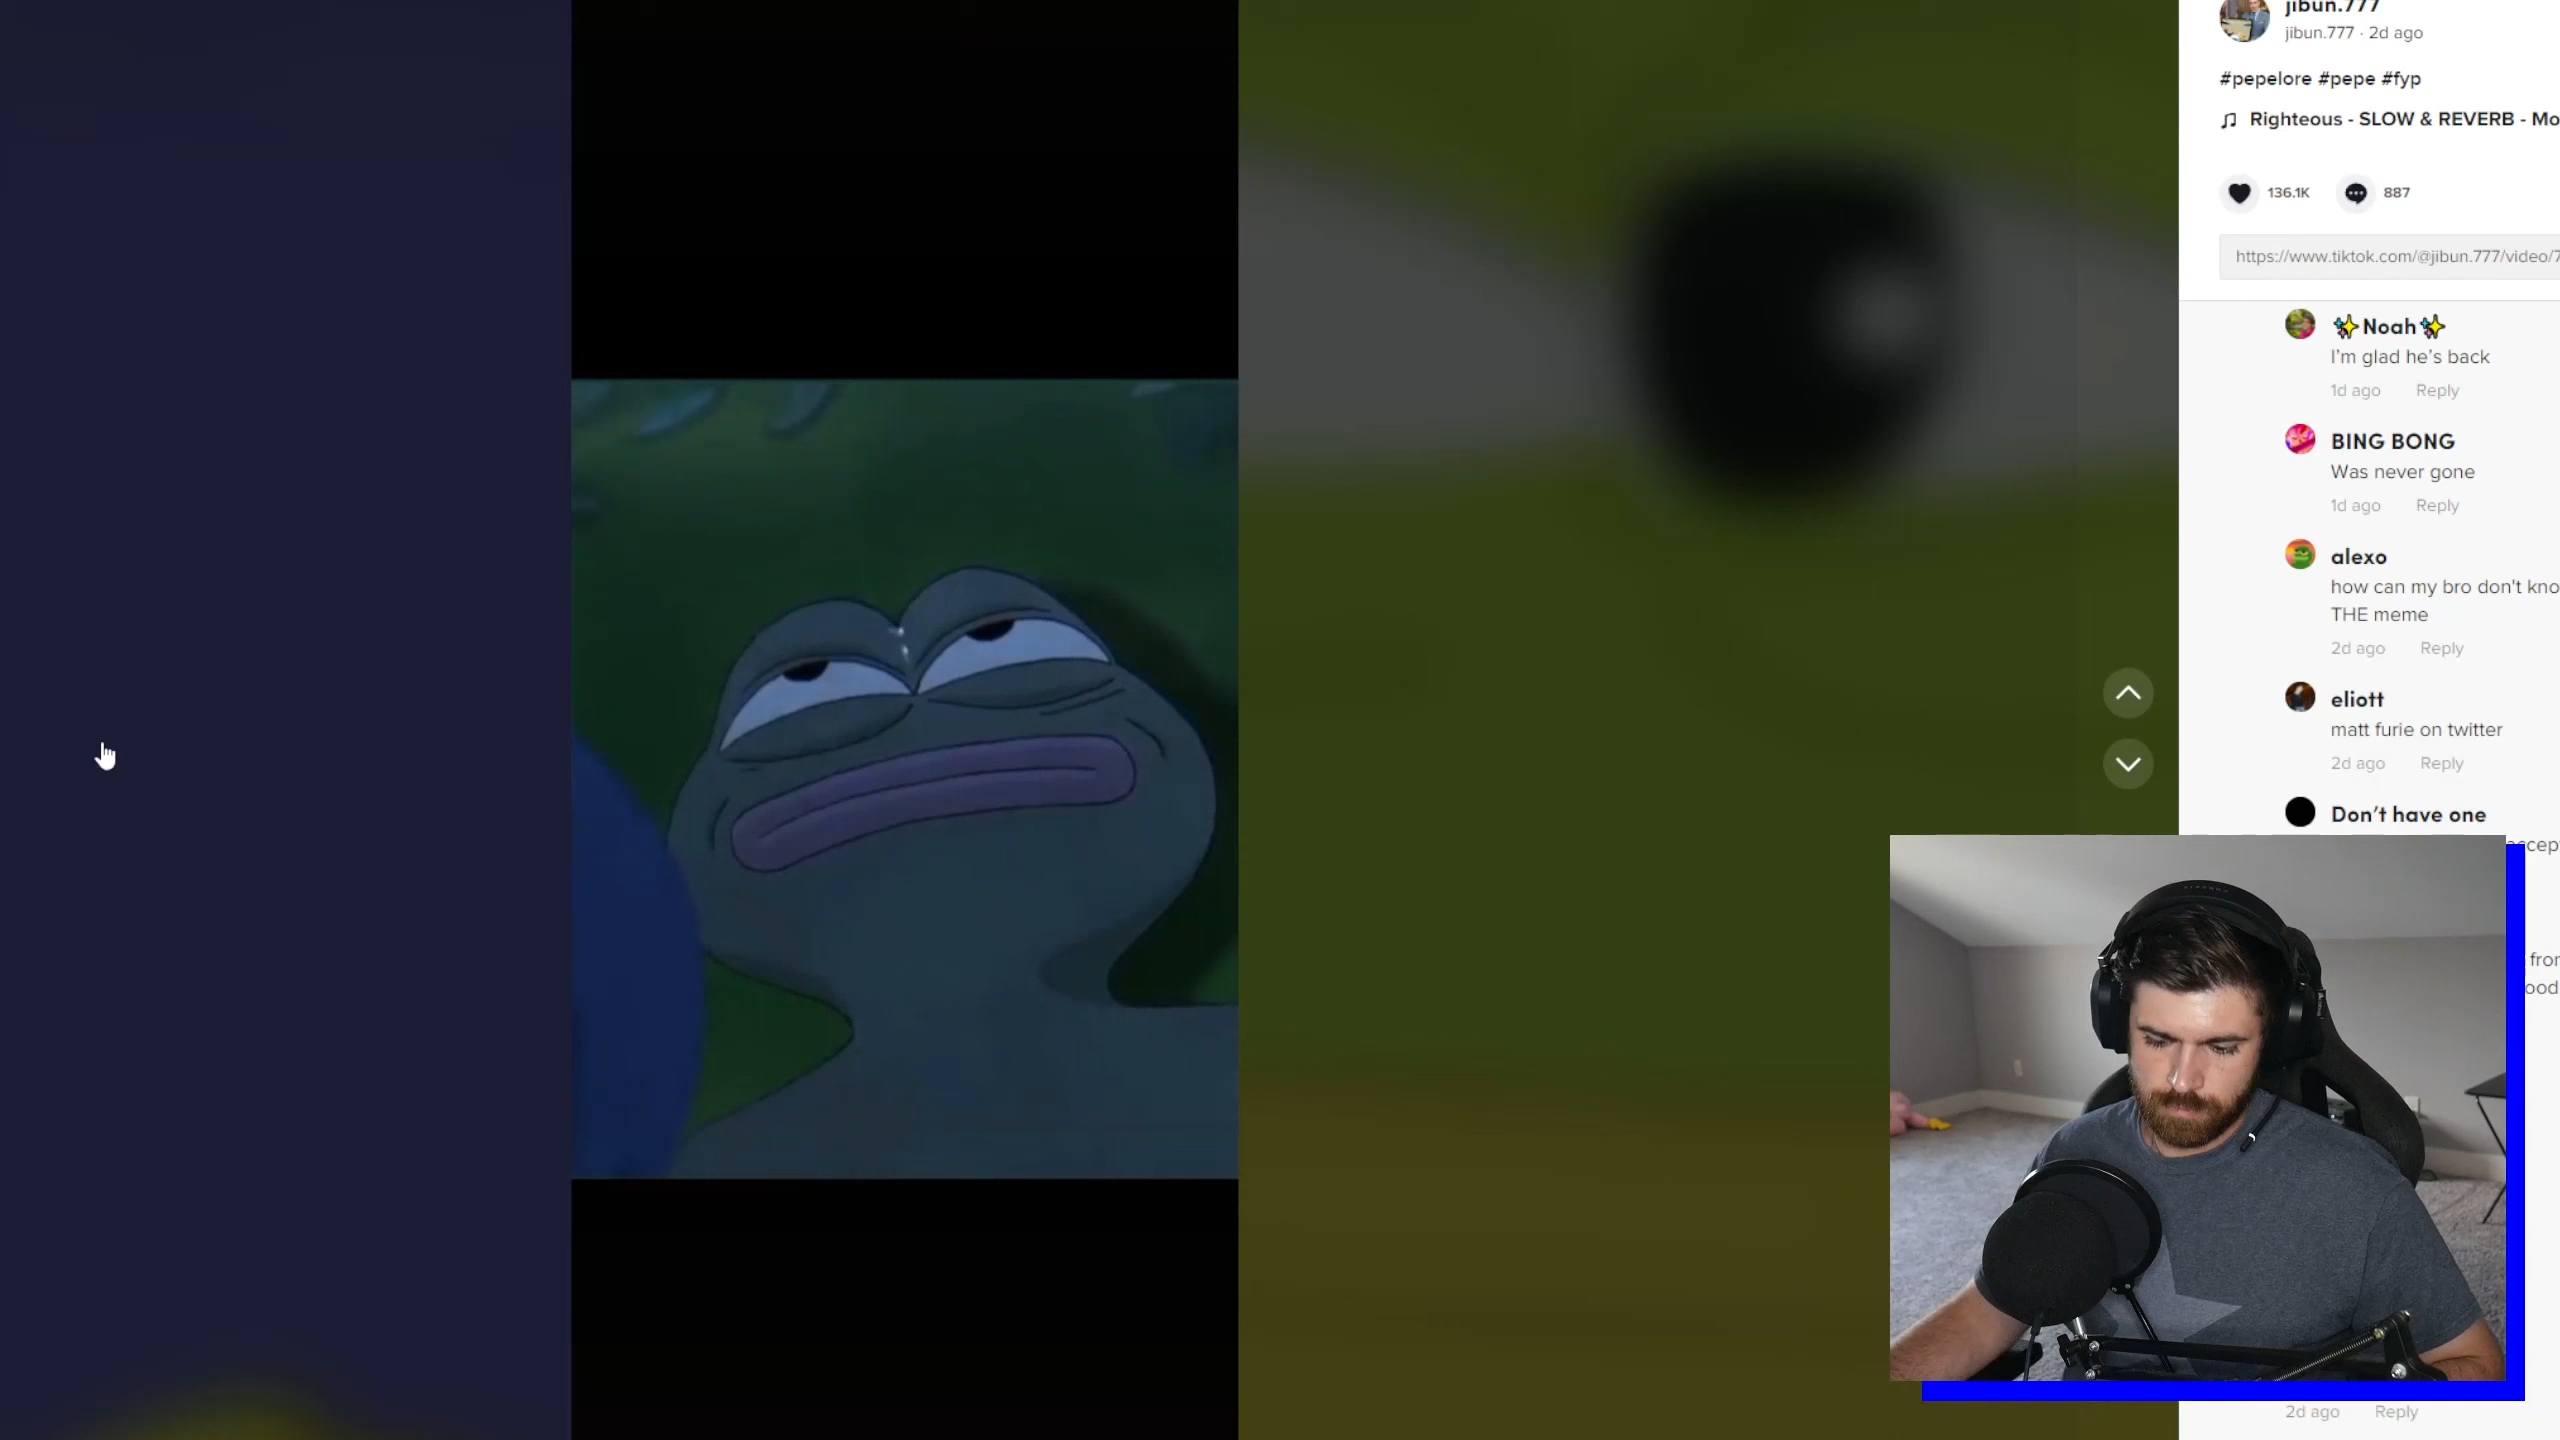 jibun.777
jibun.777 · 2d ago
#pepelore #pepe #fyp
Righteous - SLOW & REVERB - Mo
136.1K 887
https://www.tiktok.com/@jibun.777/video/7
✨Noah✨
I'm glad he's back
1d ago Reply
BING BONG
Was never gone
1d ago Reply
alexo
how can my bro don't kno
THE meme
2d ago Reply
eliott
matt furie on twitter
2d ago Reply
Don't have one
ccep
fror
ood
2d ago Reply